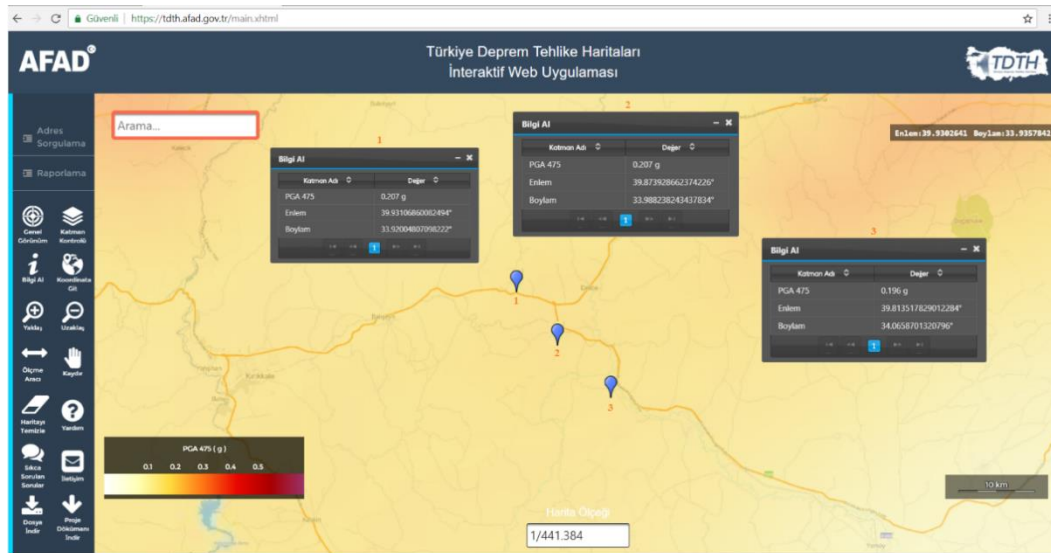 Güvenli | https://tdth.afad.gov.tr/main.xhtml
AFAD
Türkiye Deprem Tehlike Haritaları
İnteraktif Web Uygulaması
TDTH
Adres
Sorgulama
Raporlama
Genel
Görünüm
Katman
Kontrolü
Bilgi Al
Koordinata
Git
Yaklaş
Uzaklaş
Ölçme
Aracı
Kaydır
Haritayı
Temizle
Yardım
Sıkca
Sorulan
Sorular
İletişim
Dosya
İndir
Proje
Dökümanı
İndir
Arama...
Enlem:39.9302641 Boylam:33.9357842
1
Bilgi Al
Katman Adı Değer
PGA 475 0.207 g
Enlem 39.93106860082494°
Boylam 33.92004807098222°
1
2
Bilgi Al
Katman Adı Değer
PGA 475 0.207 g
Enlem 39.873928662374226°
Boylam 33.988238243437834°
1
3
Bilgi Al
Katman Adı Değer
PGA 475 0.196 g
Enlem 39.813517829012284°
Boylam 34.0658701320796°
1
1
2
3
Kırıkkale
PGA 475 ( g )
0.1 0.2 0.3 0.4 0.5
10 km
Harita Ölçeği
1/441.384